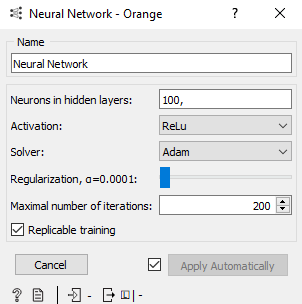 Neural Network - Orange
Name
Neural Network
Neurons in hidden layers: 100,
Activation: ReLu
Solver: Adam
Regularization, α=0.0001:
Maximal number of iterations: 200
Replicable training
Cancel Apply Automatically
? - | -